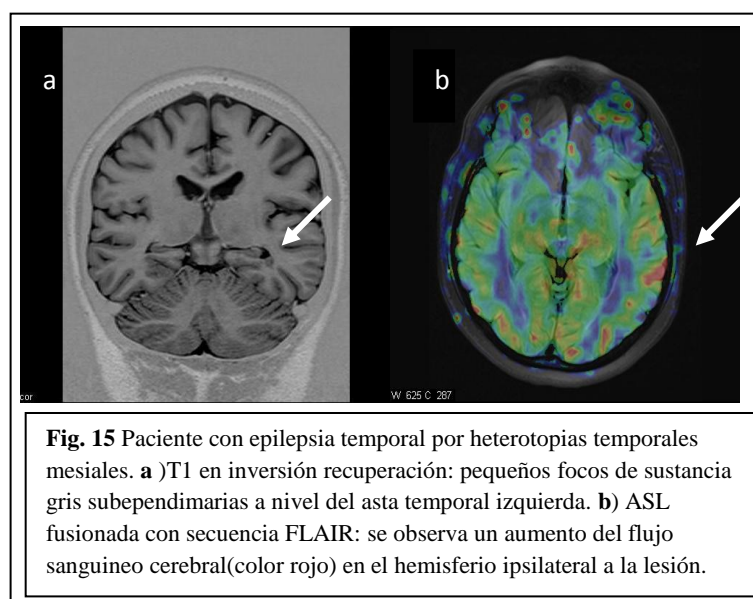 a
b
cor
W 625 C 287
Fig. 15 Paciente con epilepsia temporal por heterotopias temporales
mesiales. a )T1 en inversión recuperación: pequeños focos de sustancia
gris subependimarias a nivel del asta temporal izquierda. b) ASL
fusionada con secuencia FLAIR: se observa un aumento del flujo
sanguineo cerebral(color rojo) en el hemisferio ipsilateral a la lesión.